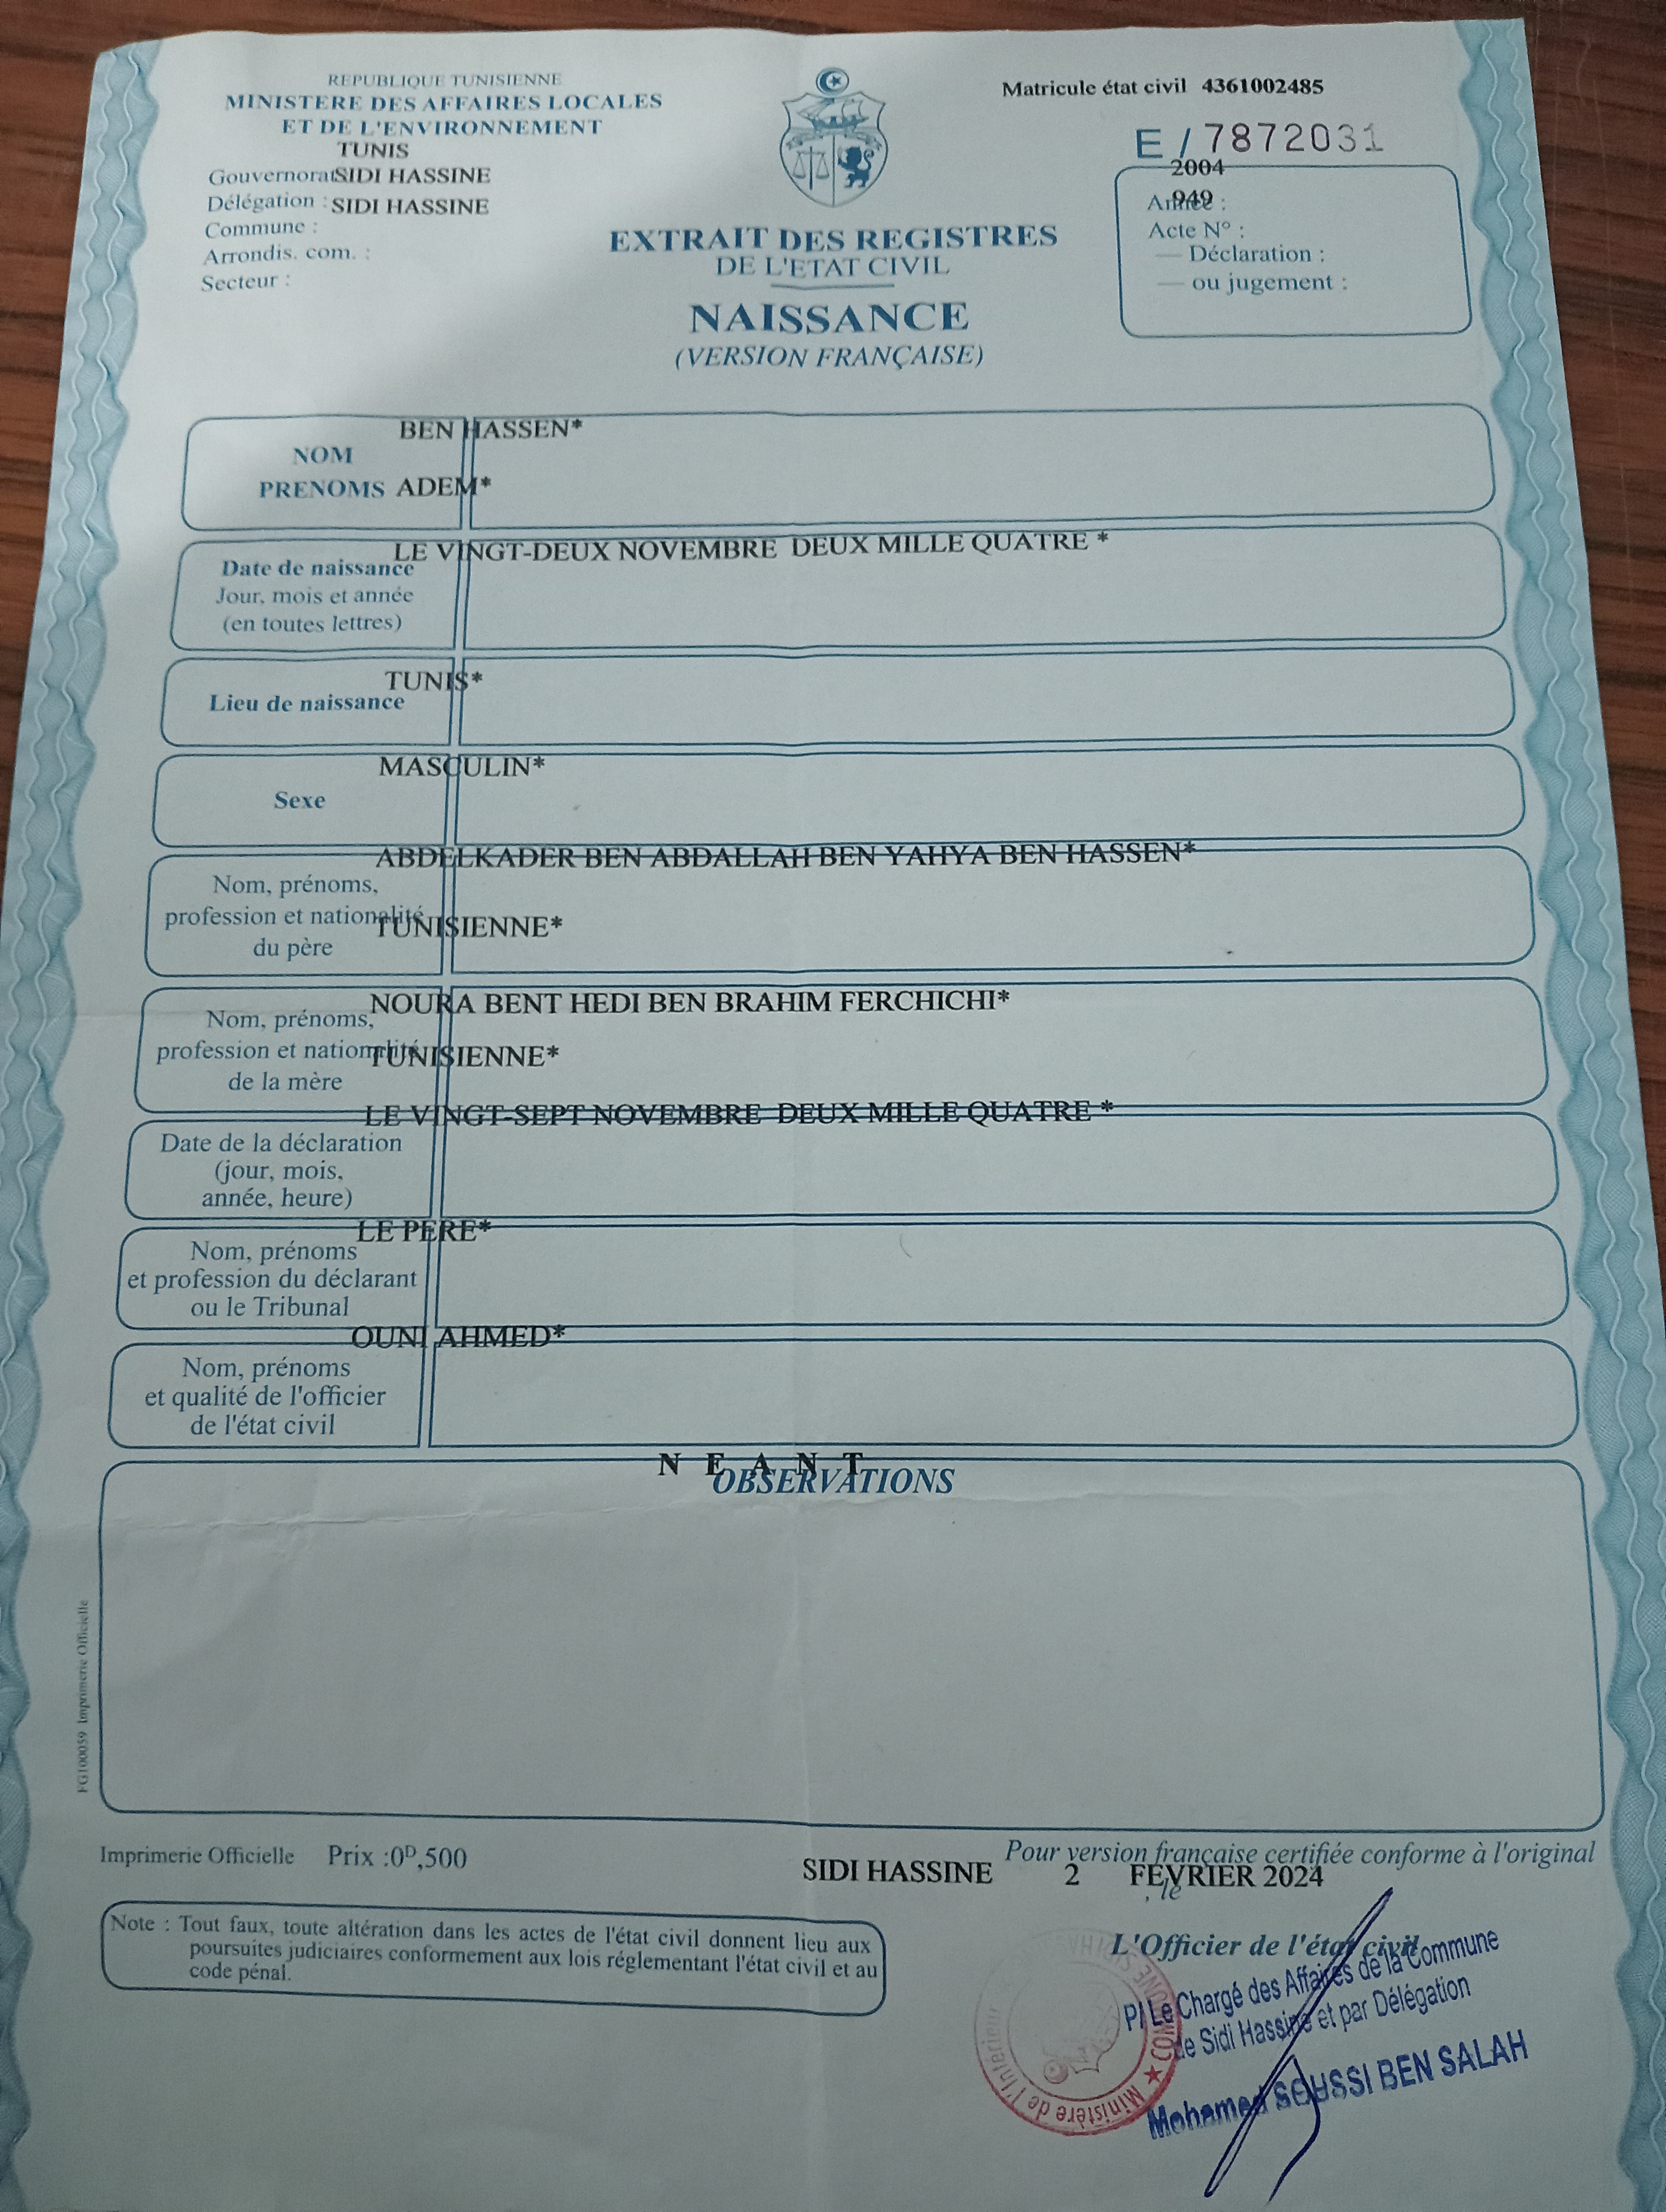 REPUBLIQUE TUNISIENNE
MINISTERE DES AFFAIRES LOCALES
ET DE L'ENVIRONNEMENT
TUNIS
Gouvernorat SIDI HASSINE
Délégation : SIDI HASSINE
Commune :
Arrondis. com. :
Secteur :
Matricule état civil 4361002485
E / 7872031
2004
Année : 949
Acte N° :
— Déclaration :
— ou jugement :
EXTRAIT DES REGISTRES
DE L'ETAT CIVIL
NAISSANCE
(VERSION FRANÇAISE)
BEN HASSEN*
NOM
PRENOMS ADEM*
LE VINGT-DEUX NOVEMBRE DEUX MILLE QUATRE *
Date de naissance
Jour, mois et année
(en toutes lettres)
TUNIS*
Lieu de naissance
MASCULIN*
Sexe
ABDELKADER BEN ABDALLAH BEN YAHYA BEN HASSEN*
Nom, prénoms,
profession et nationalité TUNISIENNE*
du père
NOURA BENT HEDI BEN BRAHIM FERCHICHI*
Nom, prénoms,
profession et nationalité TUNISIENNE*
de la mère
LE VINGT-SEPT NOVEMBRE DEUX MILLE QUATRE *
Date de la déclaration
(jour, mois,
année, heure)
LE PERE*
Nom, prénoms
et profession du déclarant
ou le Tribunal
OUNI AHMED*
Nom, prénoms
et qualité de l'officier
de l'état civil
N E A N T
OBSERVATIONS
FG100059 Imprimerie Officielle
Imprimerie Officielle Prix :0D,500
Pour version française certifiée conforme à l'original
SIDI HASSINE 2 FEVRIER 2024
, le
Note : Tout faux, toute altération dans les actes de l'état civil donnent lieu aux
poursuites judiciaires conformement aux lois réglementant l'état civil et au
code pénal.
L'Officier de l'état civil
P/ Le Chargé des Affaires de la Commune
de Sidi Hassine et par Délégation
Mohamed SOUSSI BEN SALAH
Ministère de l'Intérieur ★ COMMUNE SIDI HA